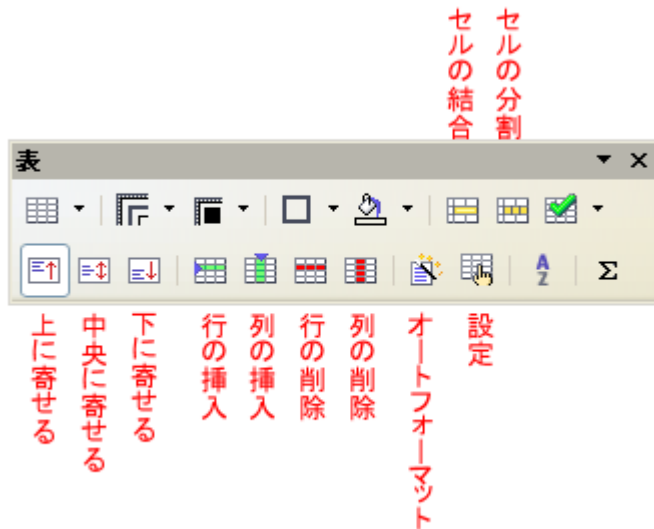 セルの結合
セルの分割
表
上に寄せる
中央に寄せる
下に寄せる
行の挿入
列の挿入
行の削除
列の削除
オートフォーマット
設定
A
Z
Σ